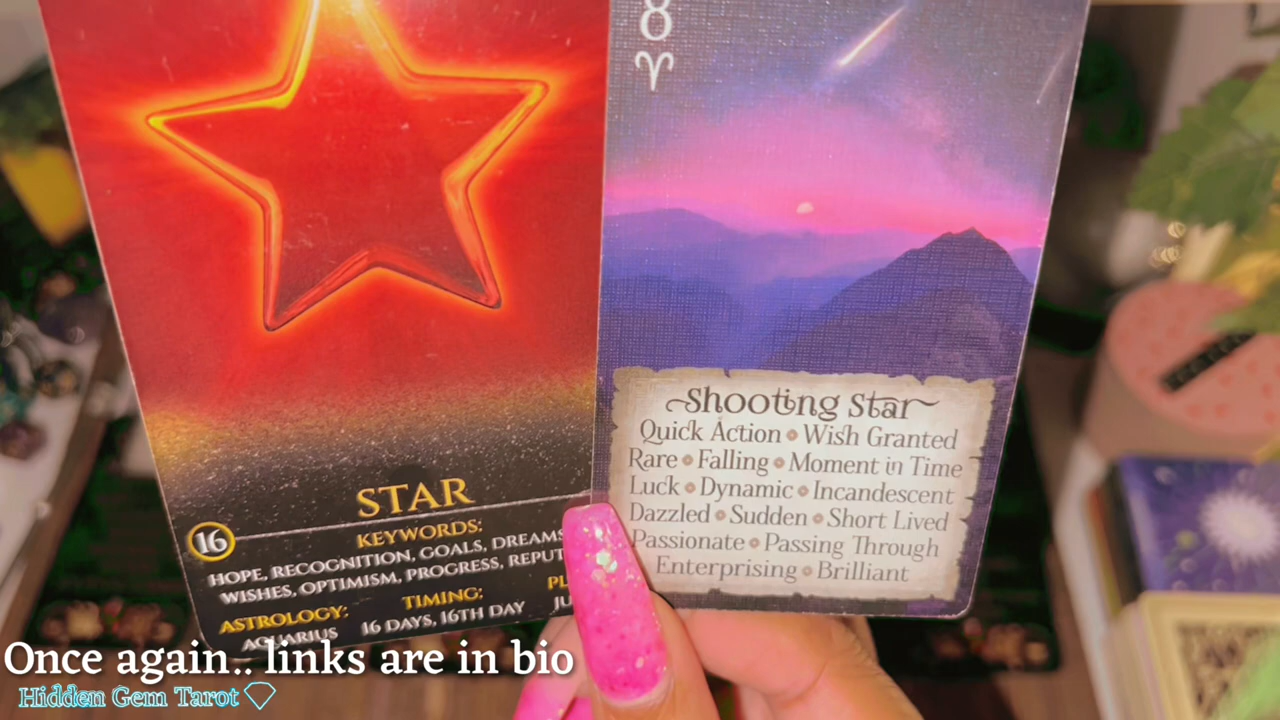 STAR
16
KEYWORDS:
HOPE, RECOGNITION, GOALS, DREAMS
WISHES, OPTIMISM, PROGRESS,
ASTROLOGY:
TIMING:
AQUARIUS
16 DAYS, 16TH DAY
8
♈
Shooting Star
Quick Action • Wish Granted
Rare • Falling • Moment in Time
Luck • Dynamic • Incandescent
Dazzled • Sudden • Short Lived
Passionate • Passing Through
Enterprising • Brilliant
Once again.. links are in bio
Hidden Gem Tarot